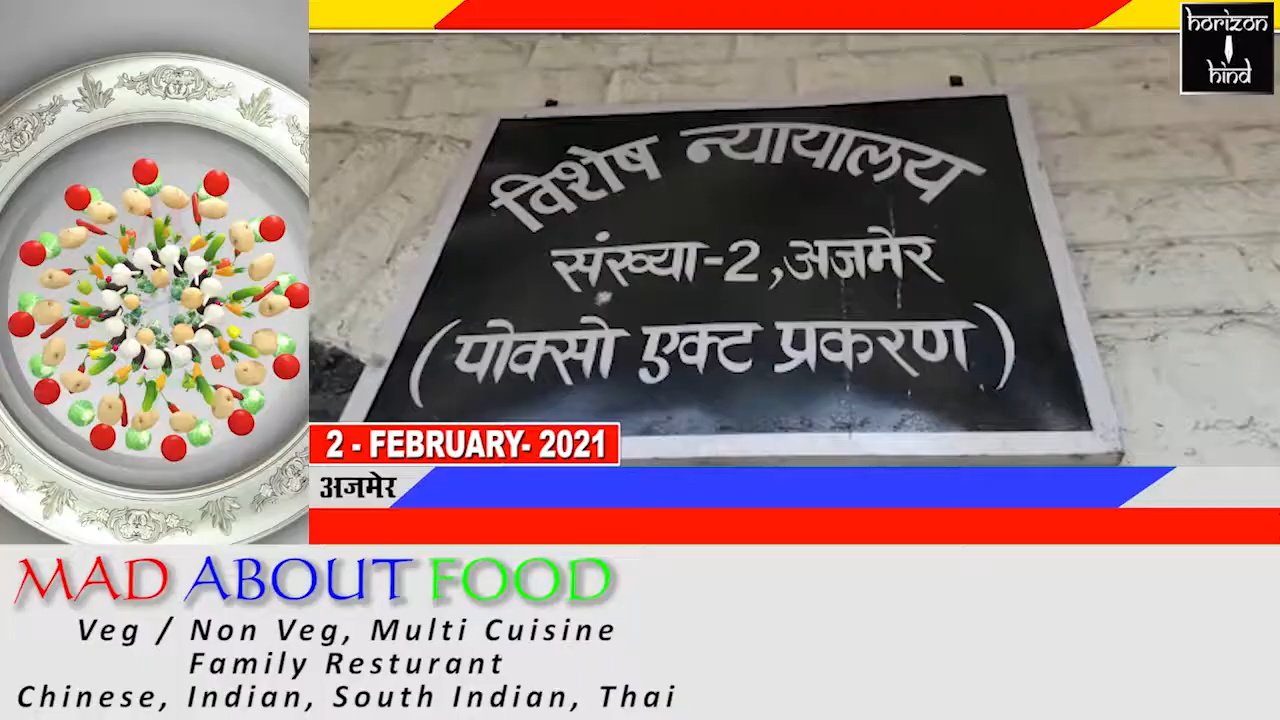 horizon
hind
विशेष न्यायालय
संख्या-2, अजमेर
(पोक्सो एक्ट प्रकरण)
2 - FEBRUARY- 2021
अजमेर
MAD ABOUT FOOD
Veg / Non Veg, Multi Cuisine
Family Resturant
Chinese, Indian, South Indian, Thai